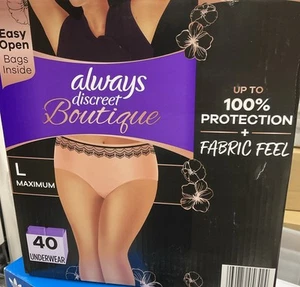 Easy
Open
Bags
Inside
always
discreet
Boutique
UP TO
100%
PROTECTION
+
FABRIC FEEL
L
MAXIMUM
40
UNDERWEAR